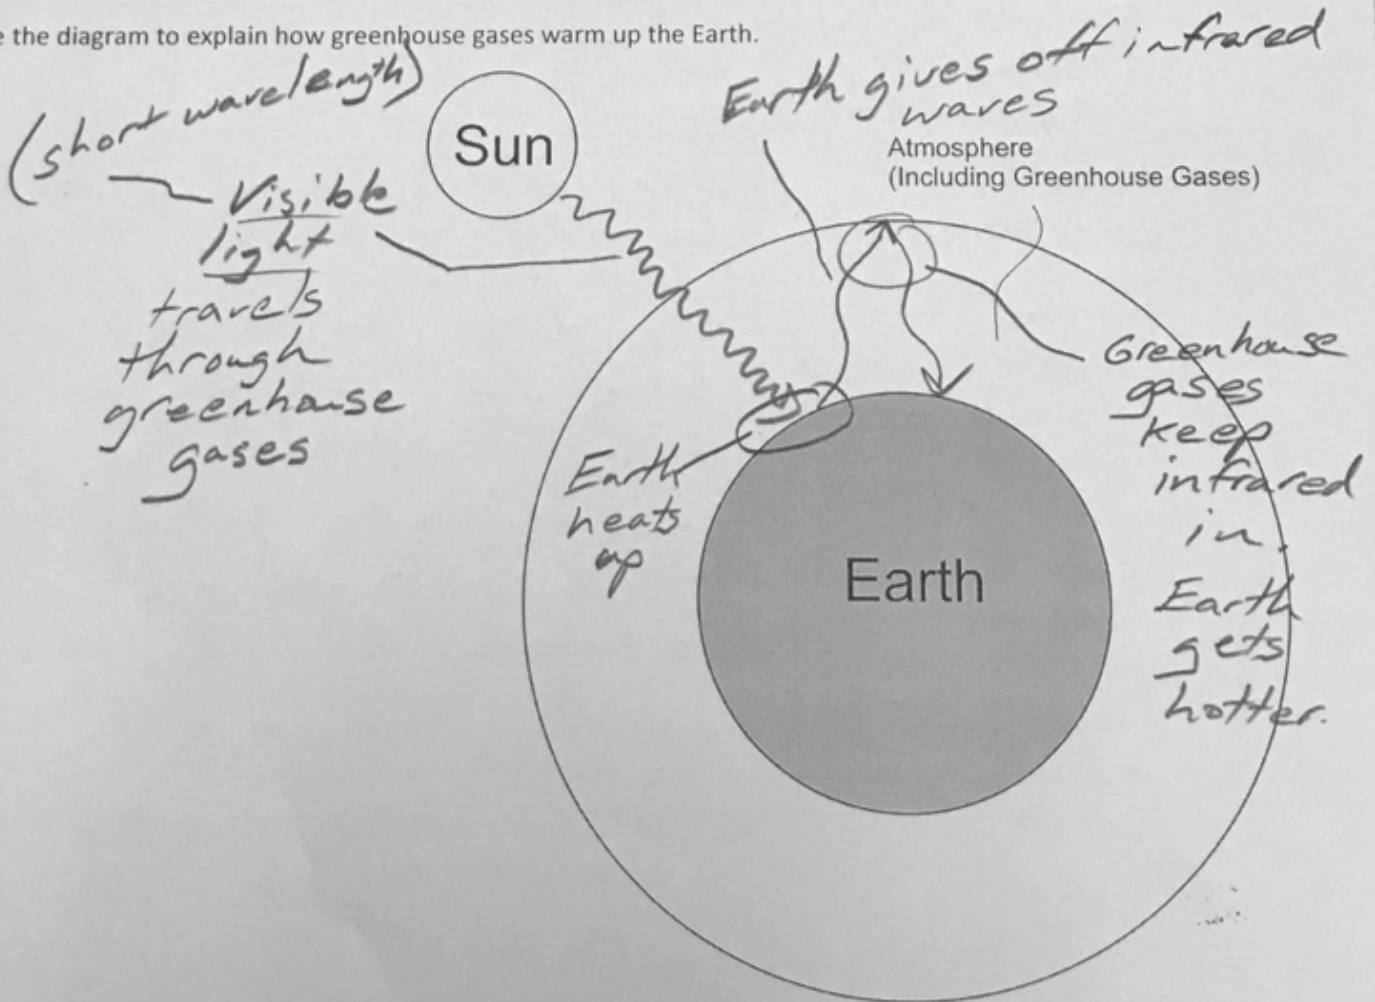 e the diagram to explain how greenhouse gases warm up the Earth.
(short wavelength)
Visible
light
travels
through
greenhouse
gases
Sun
Earth gives off infrared
waves
Atmosphere
(Including Greenhouse Gases)
Greenhouse
gases
keep
infrared
in.
Earth
gets
hotter.
Earth
heats
up
Earth